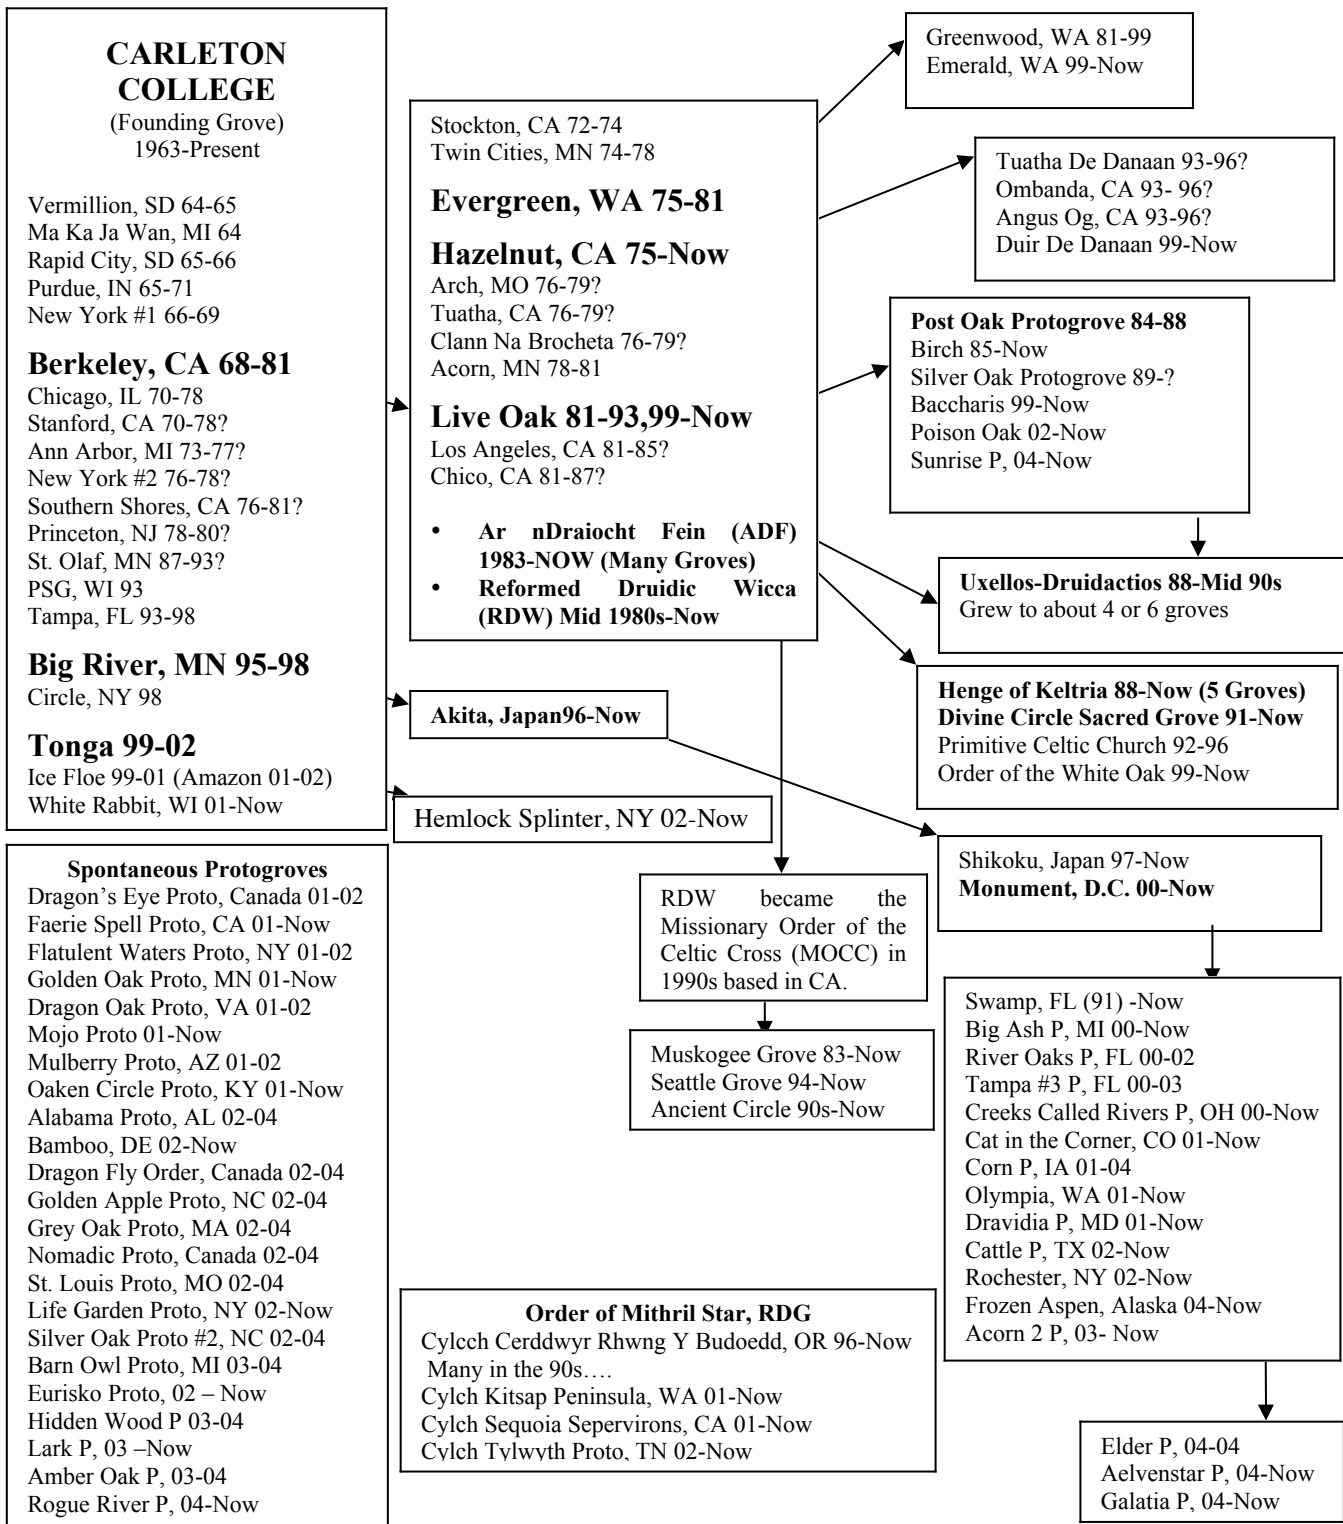 CARLETON
COLLEGE
(Founding Grove)
1963-Present
Vermillion, SD 64-65
Ma Ka Ja Wan, MI 64
Rapid City, SD 65-66
Purdue, IN 65-71
New York #1 66-69
Berkeley, CA 68-81
Chicago, IL 70-78
Stanford, CA 70-78?
Ann Arbor, MI 73-77?
New York #2 76-78?
Southern Shores, CA 76-81?
Princeton, NJ 78-80?
St. Olaf, MN 87-93?
PSG, WI 93
Tampa, FL 93-98
Big River, MN 95-98
Circle, NY 98
Tonga 99-02
Ice Floe 99-01 (Amazon 01-02)
White Rabbit, WI 01-Now
Stockton, CA 72-74
Twin Cities, MN 74-78
Evergreen, WA 75-81
Hazelnut, CA 75-Now
Arch, MO 76-79?
Tuatha, CA 76-79?
Clann Na Brocheta 76-79?
Acorn, MN 78-81
Live Oak 81-93,99-Now
Los Angeles, CA 81-85?
Chico, CA 81-87?
• Ar nDraiocht Fein (ADF)
1983-NOW (Many Groves)
• Reformed Druidic Wicca
(RDW) Mid 1980s-Now
Greenwood, WA 81-99
Emerald, WA 99-Now
Tuatha De Danaan 93-96?
Ombanda, CA 93- 96?
Angus Og, CA 93-96?
Duir De Danaan 99-Now
Post Oak Protogrove 84-88
Birch 85-Now
Silver Oak Protogrove 89-?
Baccharis 99-Now
Poison Oak 02-Now
Sunrise P, 04-Now
Uxellos-Druidactios 88-Mid 90s
Grew to about 4 or 6 groves
Henge of Keltria 88-Now (5 Groves)
Divine Circle Sacred Grove 91-Now
Primitive Celtic Church 92-96
Order of the White Oak 99-Now
Akita, Japan96-Now
Hemlock Splinter, NY 02-Now
Shikoku, Japan 97-Now
Monument, D.C. 00-Now
RDW became the
Missionary Order of the
Celtic Cross (MOCC) in
1990s based in CA.
Muskogee Grove 83-Now
Seattle Grove 94-Now
Ancient Circle 90s-Now
Swamp, FL (91) -Now
Big Ash P, MI 00-Now
River Oaks P, FL 00-02
Tampa #3 P, FL 00-03
Creeks Called Rivers P, OH 00-Now
Cat in the Corner, CO 01-Now
Corn P, IA 01-04
Olympia, WA 01-Now
Dravidia P, MD 01-Now
Cattle P, TX 02-Now
Rochester, NY 02-Now
Frozen Aspen, Alaska 04-Now
Acorn 2 P, 03- Now
Elder P, 04-04
Aelvenstar P, 04-Now
Galatia P, 04-Now
Spontaneous Protogroves
Dragon’s Eye Proto, Canada 01-02
Faerie Spell Proto, CA 01-Now
Flatulent Waters Proto, NY 01-02
Golden Oak Proto, MN 01-Now
Dragon Oak Proto, VA 01-02
Mojo Proto 01-Now
Mulberry Proto, AZ 01-02
Oaken Circle Proto, KY 01-Now
Alabama Proto, AL 02-04
Bamboo, DE 02-Now
Dragon Fly Order, Canada 02-04
Golden Apple Proto, NC 02-04
Grey Oak Proto, MA 02-04
Nomadic Proto, Canada 02-04
St. Louis Proto, MO 02-04
Life Garden Proto, NY 02-Now
Silver Oak Proto #2, NC 02-04
Barn Owl Proto, MI 03-04
Eurisko Proto, 02 – Now
Hidden Wood P 03-04
Lark P, 03 –Now
Amber Oak P, 03-04
Rogue River P, 04-Now
Order of Mithril Star, RDG
Cylcch Cerddwyr Rhwng Y Budoedd, OR 96-Now
Many in the 90s….
Cylch Kitsap Peninsula, WA 01-Now
Cylch Sequoia Sepervirons, CA 01-Now
Cylch Tylwyth Proto, TN 02-Now